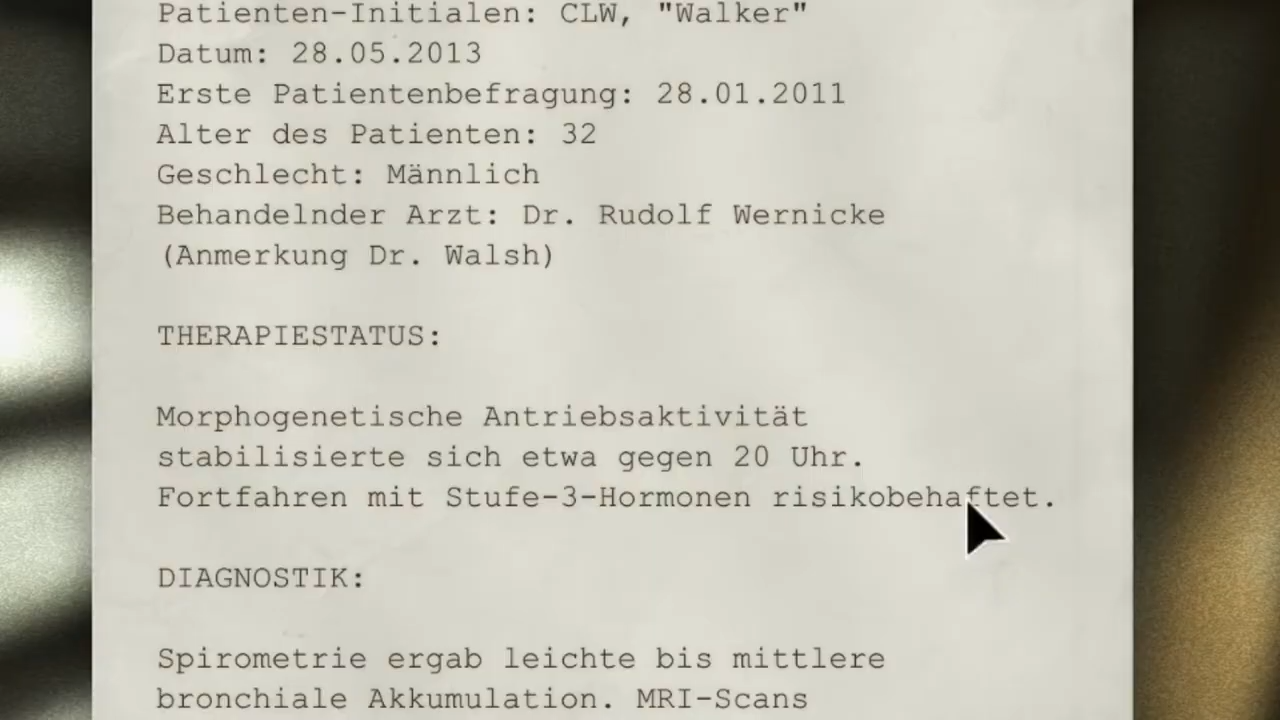 Patienten-Initialen: CLW, "Walker"
Datum: 28.05.2013
Erste Patientenbefragung: 28.01.2011
Alter des Patienten: 32
Geschlecht: Männlich
Behandelnder Arzt: Dr. Rudolf Wernicke
(Anmerkung Dr. Walsh)
THERAPIESTATUS:
Morphogenetische Antriebsaktivität
stabilisierte sich etwa gegen 20 Uhr.
Fortfahren mit Stufe-3-Hormonen risikobehaftet.
DIAGNOSTIK:
Spirometrie ergab leichte bis mittlere
bronchiale Akkumulation. MRI-Scans